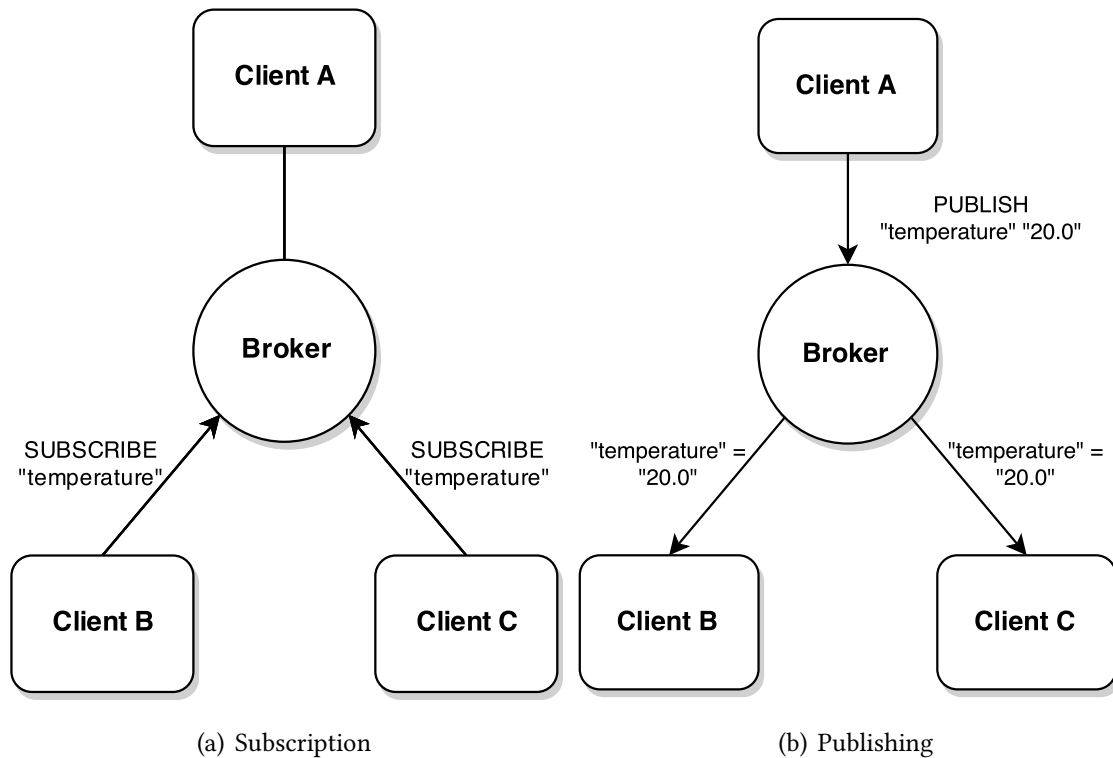 Client A
Broker
SUBSCRIBE
"temperature"
SUBSCRIBE
"temperature"
Client B
Client C
(a) Subscription
Client A
PUBLISH
"temperature" "20.0"
Broker
"temperature" =
"20.0"
"temperature" =
"20.0"
Client B
Client C
(b) Publishing